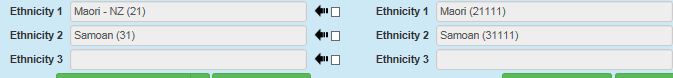 Ethnicity 1 Maori - NZ (21) Ethnicity 1 Maori (21111)
Ethnicity 2 Samoan (31) Ethnicity 2 Samoan (31111)
Ethnicity 3 Ethnicity 3